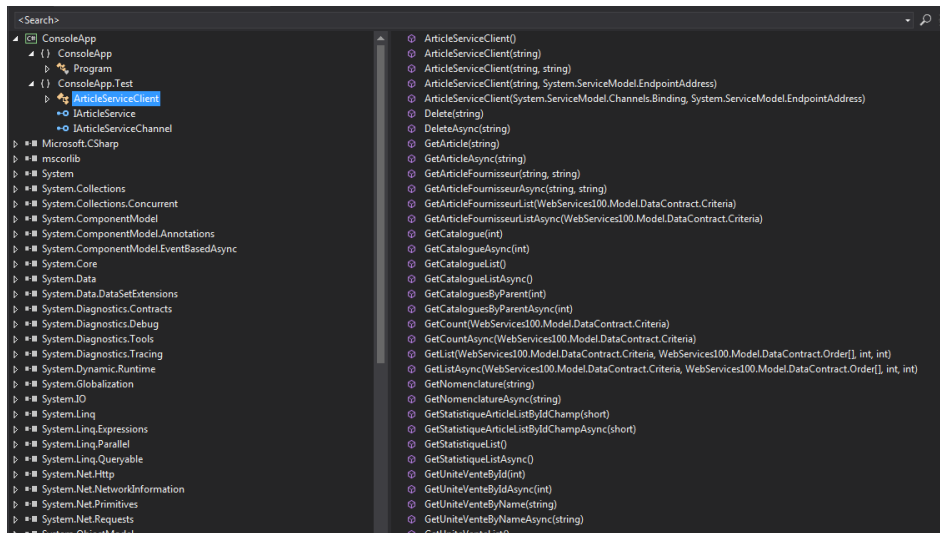 <Search>
C# ConsoleApp
{ } ConsoleApp
Program
{ } ConsoleApp.Test
ArticleServiceClient
IArticleService
IArticleServiceChannel
Microsoft.CSharp
mscorlib
System
System.Collections
System.Collections.Concurrent
System.ComponentModel
System.ComponentModel.Annotations
System.ComponentModel.EventBasedAsync
System.Core
System.Data
System.Data.DataSetExtensions
System.Diagnostics.Contracts
System.Diagnostics.Debug
System.Diagnostics.Tools
System.Diagnostics.Tracing
System.Dynamic.Runtime
System.Globalization
System.IO
System.Linq
System.Linq.Expressions
System.Linq.Parallel
System.Linq.Queryable
System.Net.Http
System.Net.NetworkInformation
System.Net.Primitives
System.Net.Requests
System.ObjectModel
ArticleServiceClient()
ArticleServiceClient(string)
ArticleServiceClient(string, string)
ArticleServiceClient(string, System.ServiceModel.EndpointAddress)
ArticleServiceClient(System.ServiceModel.Channels.Binding, System.ServiceModel.EndpointAddress)
Delete(string)
DeleteAsync(string)
GetArticle(string)
GetArticleAsync(string)
GetArticleFournisseur(string, string)
GetArticleFournisseurAsync(string, string)
GetArticleFournisseurList(WebServices100.Model.DataContract.Criteria)
GetArticleFournisseurListAsync(WebServices100.Model.DataContract.Criteria)
GetCatalogue(int)
GetCatalogueAsync(int)
GetCatalogueList()
GetCatalogueListAsync()
GetCataloguesByParent(int)
GetCataloguesByParentAsync(int)
GetCount(WebServices100.Model.DataContract.Criteria)
GetCountAsync(WebServices100.Model.DataContract.Criteria)
GetList(WebServices100.Model.DataContract.Criteria, WebServices100.Model.DataContract.Order[], int, int)
GetListAsync(WebServices100.Model.DataContract.Criteria, WebServices100.Model.DataContract.Order[], int, int)
GetNomenclature(string)
GetNomenclatureAsync(string)
GetStatistiqueArticleListByIdChamp(short)
GetStatistiqueArticleListByIdChampAsync(short)
GetStatistiqueList()
GetStatistiqueListAsync()
GetUniteVenteById(int)
GetUniteVenteByIdAsync(int)
GetUniteVenteByName(string)
GetUniteVenteByNameAsync(string)
GetUniteVenteList()